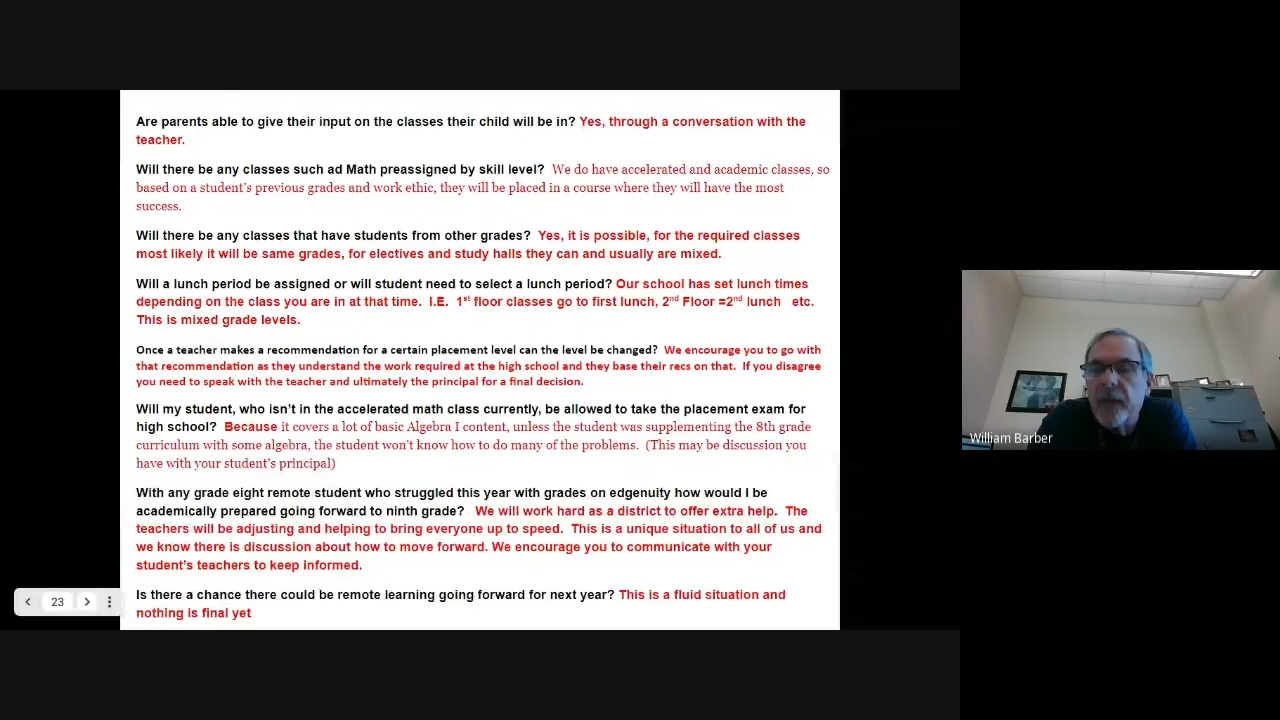 Are parents able to give their input on the classes their child will be in? Yes, through a conversation with the
teacher.
Will there be any classes such ad Math preassigned by skill level? We do have accelerated and academic classes, so
based on a student’s previous grades and work ethic, they will be placed in a course where they will have the most
success.
Will there be any classes that have students from other grades? Yes, it is possible, for the required classes
most likely it will be same grades, for electives and study halls they can and usually are mixed.
Will a lunch period be assigned or will student need to select a lunch period? Our school has set lunch times
depending on the class you are in at that time. I.E. 1st floor classes go to first lunch, 2nd Floor =2nd lunch etc.
This is mixed grade levels.
Once a teacher makes a recommendation for a certain placement level can the level be changed? We encourage you to go with
that recommendation as they understand the work required at the high school and they base their recs on that. If you disagree
you need to speak with the teacher and ultimately the principal for a final decision.
Will my student, who isn’t in the accelerated math class currently, be allowed to take the placement exam for
high school? Because it covers a lot of basic Algebra I content, unless the student was supplementing the 8th grade
curriculum with some algebra, the student won’t know how to do many of the problems. (This may be discussion you
have with your student’s principal)
With any grade eight remote student who struggled this year with grades on edgenuity how would I be
academically prepared going forward to ninth grade? We will work hard as a district to offer extra help. The
teachers will be adjusting and helping to bring everyone up to speed. This is a unique situation to all of us and
we know there is discussion about how to move forward. We encourage you to communicate with your
student’s teachers to keep informed.
Is there a chance there could be remote learning going forward for next year? This is a fluid situation and
nothing is final yet
23
William Barber